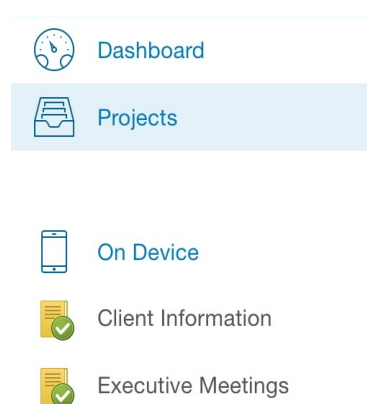 Dashboard
Projects
On Device
Client Information
Executive Meetings